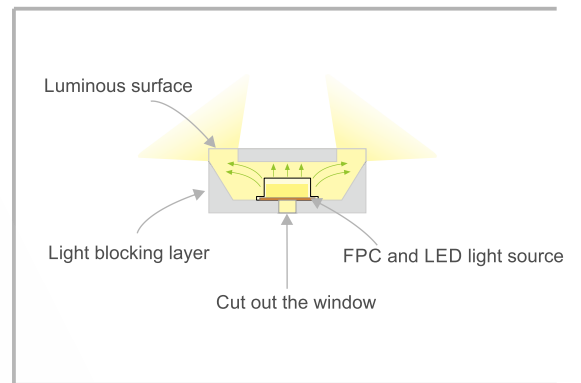 Luminous surface
Light blocking layer
FPC and LED light source
Cut out the window